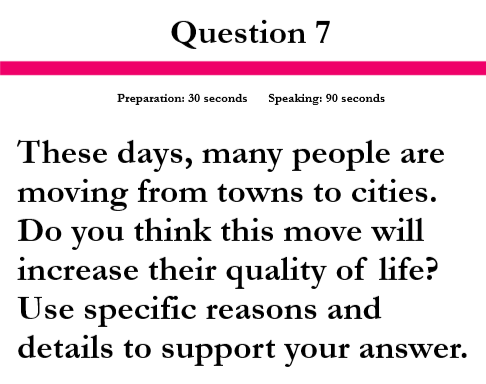 Question 7
Preparation: 30 seconds Speaking: 90 seconds
These days, many people are
moving from towns to cities.
Do you think this move will
increase their quality of life?
Use specific reasons and
details to support your answer.